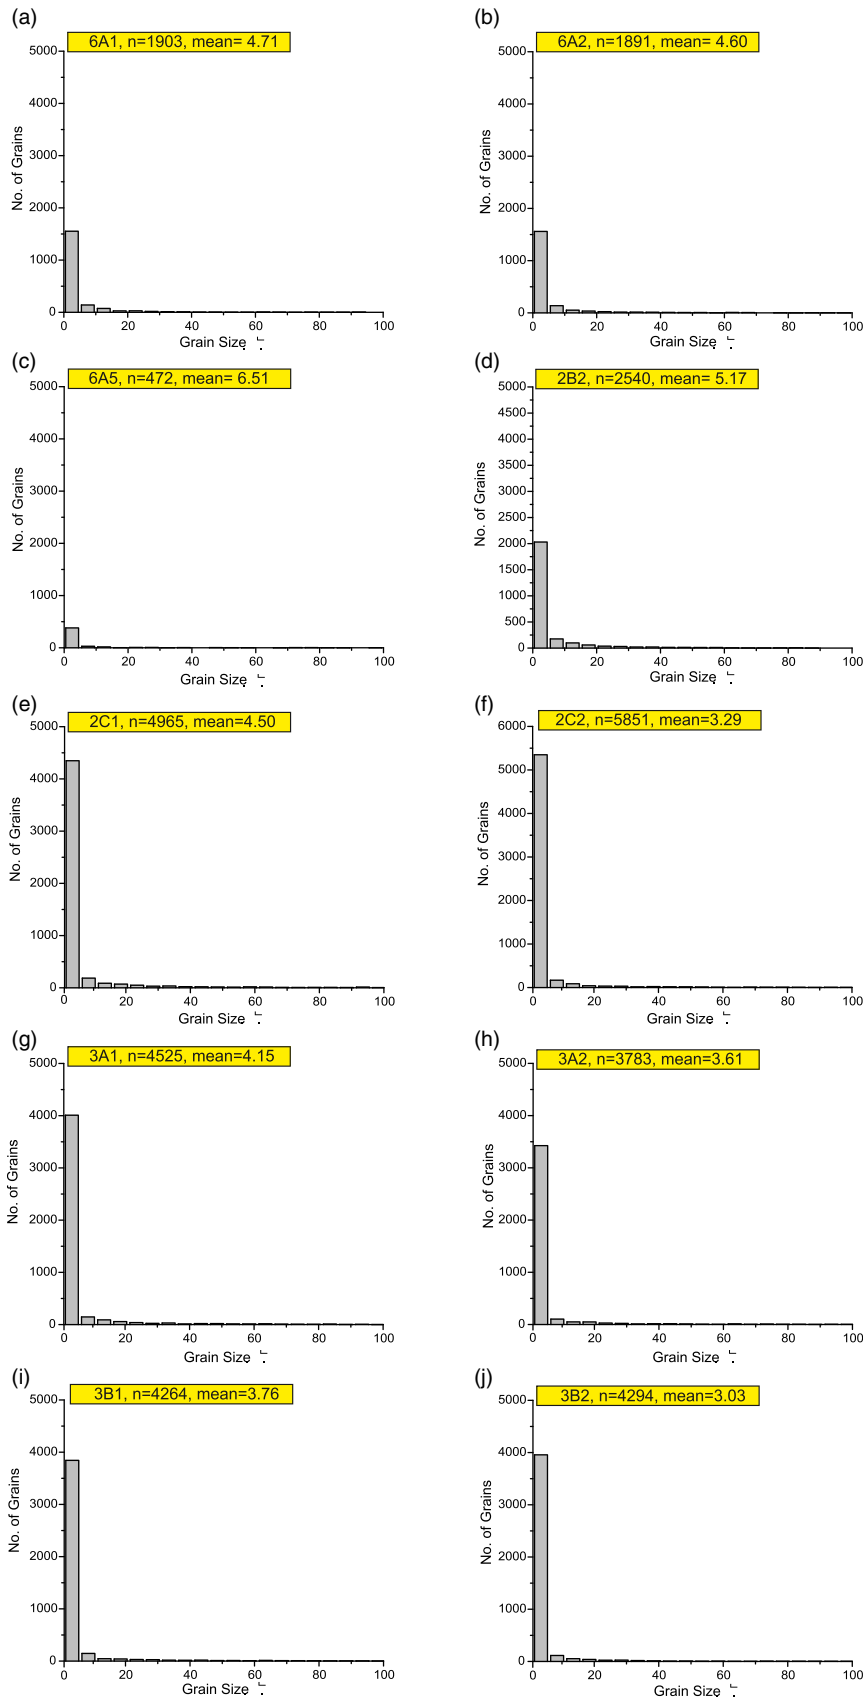 (a)
6A1, n=1903, mean= 4.71
5000
4000
3000
2000
1000
0
No. of Grains
0 20 40 60 80 100
Grain Size
(b)
6A2, n=1891, mean= 4.60
5000
4000
3000
2000
1000
0
No. of Grains
0 20 40 60 80 100
Grain Size
(c)
6A5, n=472, mean= 6.51
5000
4000
3000
2000
1000
0
No. of Grains
0 20 40 60 80 100
Grain Size
(d)
2B2, n=2540, mean= 5.17
5000
4500
4000
3500
3000
2500
2000
1500
1000
500
0
No. of Grains
0 20 40 60 80 100
Grain Size
(e)
2C1, n=4965, mean=4.50
5000
4000
3000
2000
1000
0
No. of Grains
0 20 40 60 80 100
Grain Size
(f)
2C2, n=5851, mean=3.29
6000
5000
4000
3000
2000
1000
0
No. of Grains
0 20 40 60 80 100
Grain Size
(g)
3A1, n=4525, mean=4.15
5000
4000
3000
2000
1000
0
No. of Grains
0 20 40 60 80 100
Grain Size
(h)
3A2, n=3783, mean=3.61
5000
4000
3000
2000
1000
0
No. of Grains
0 20 40 60 80 100
Grain Size
(i)
3B1, n=4264, mean=3.76
5000
4000
3000
2000
1000
0
No. of Grains
0 20 40 60 80 100
Grain Size
(j)
3B2, n=4294, mean=3.03
5000
4000
3000
2000
1000
0
No. of Grains
0 20 40 60 80 100
Grain Size